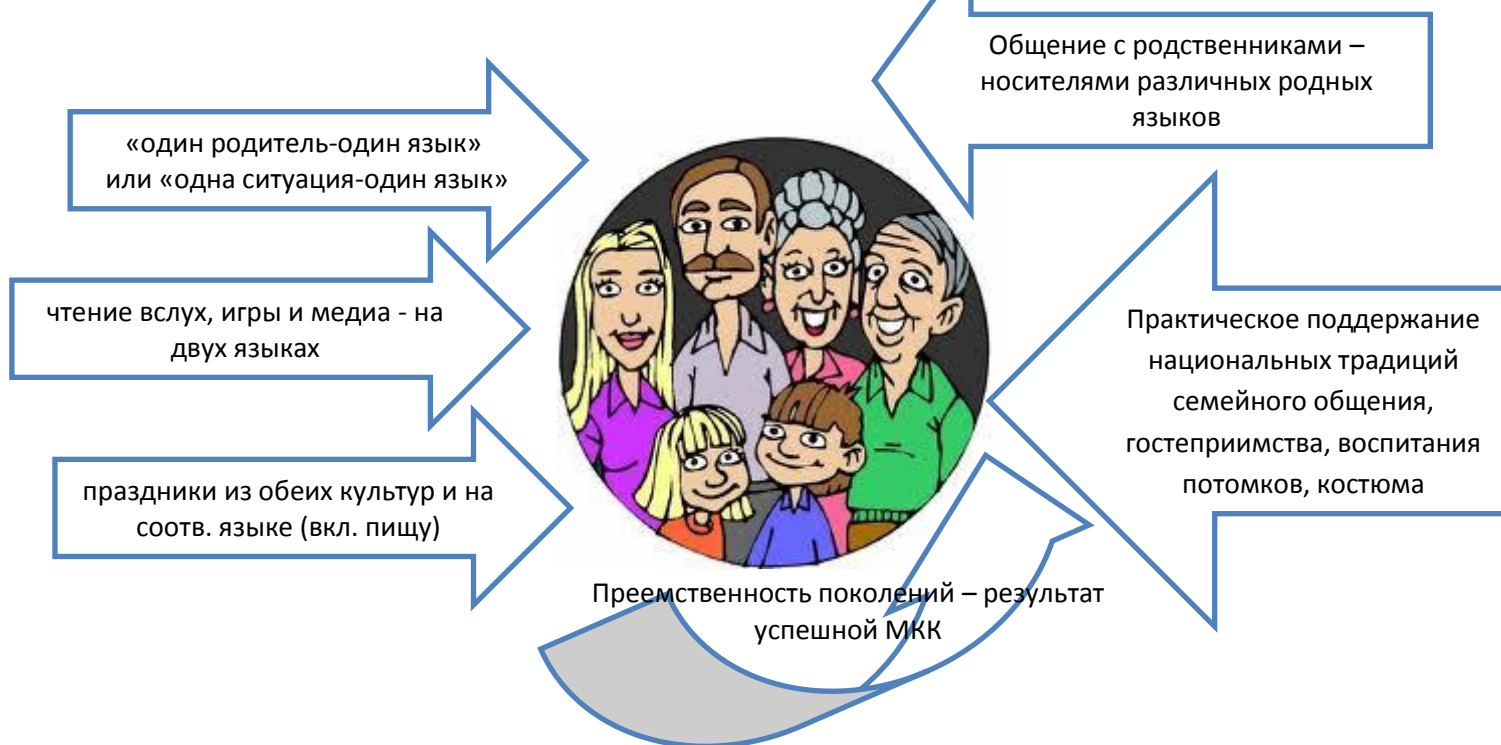 Общение с родственниками –
носителями различных родных
языков
«один родитель-один язык»
или «одна ситуация-один язык»
чтение вслух, игры и медиа - на
двух языках
Практическое поддержание
национальных традиций
семейного общения,
гостеприимства, воспитания
потомков, костюма
праздники из обеих культур и на
соотв. языке (вкл. пищу)
Преемственность поколений – результат
успешной МКК